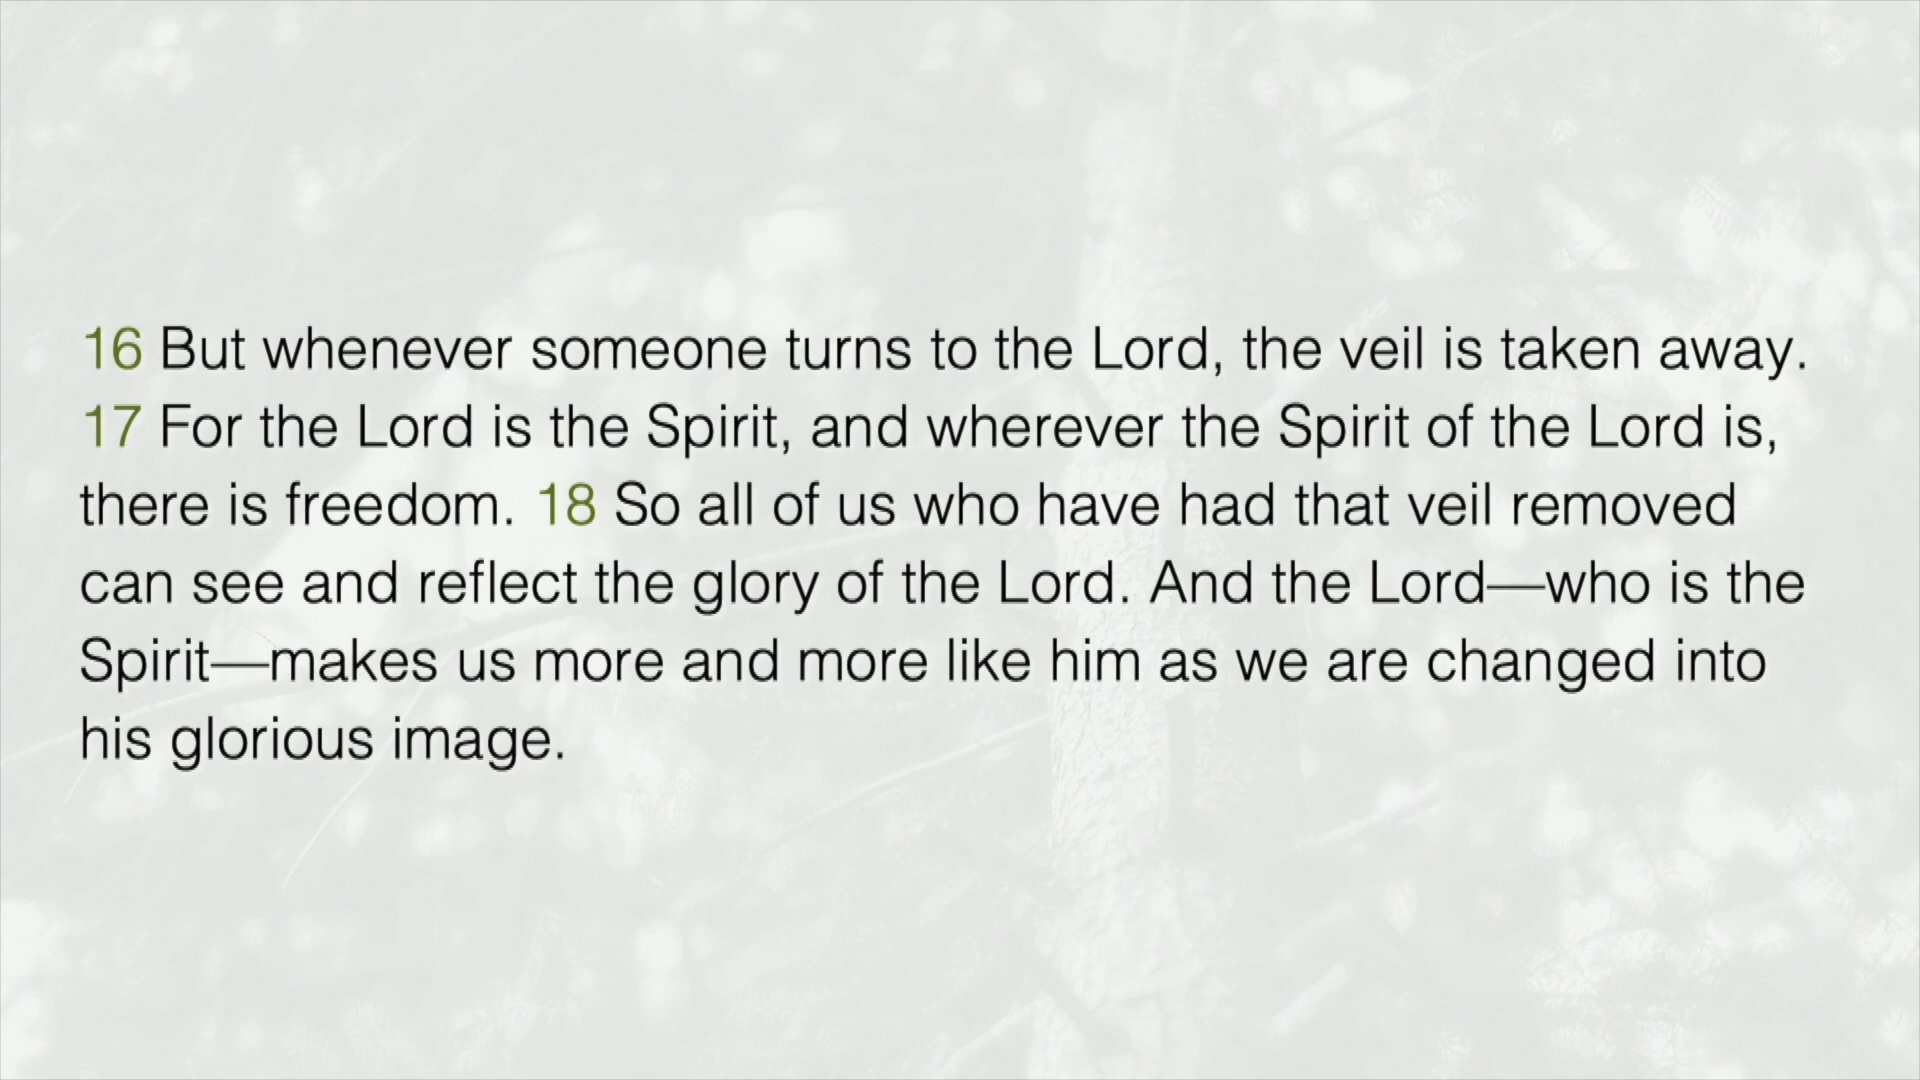 16 But whenever someone turns to the Lord, the veil is taken away.
17 For the Lord is the Spirit, and wherever the Spirit of the Lord is,
there is freedom. 18 So all of us who have had that veil removed
can see and reflect the glory of the Lord. And the Lord—who is the
Spirit—makes us more and more like him as we are changed into
his glorious image.